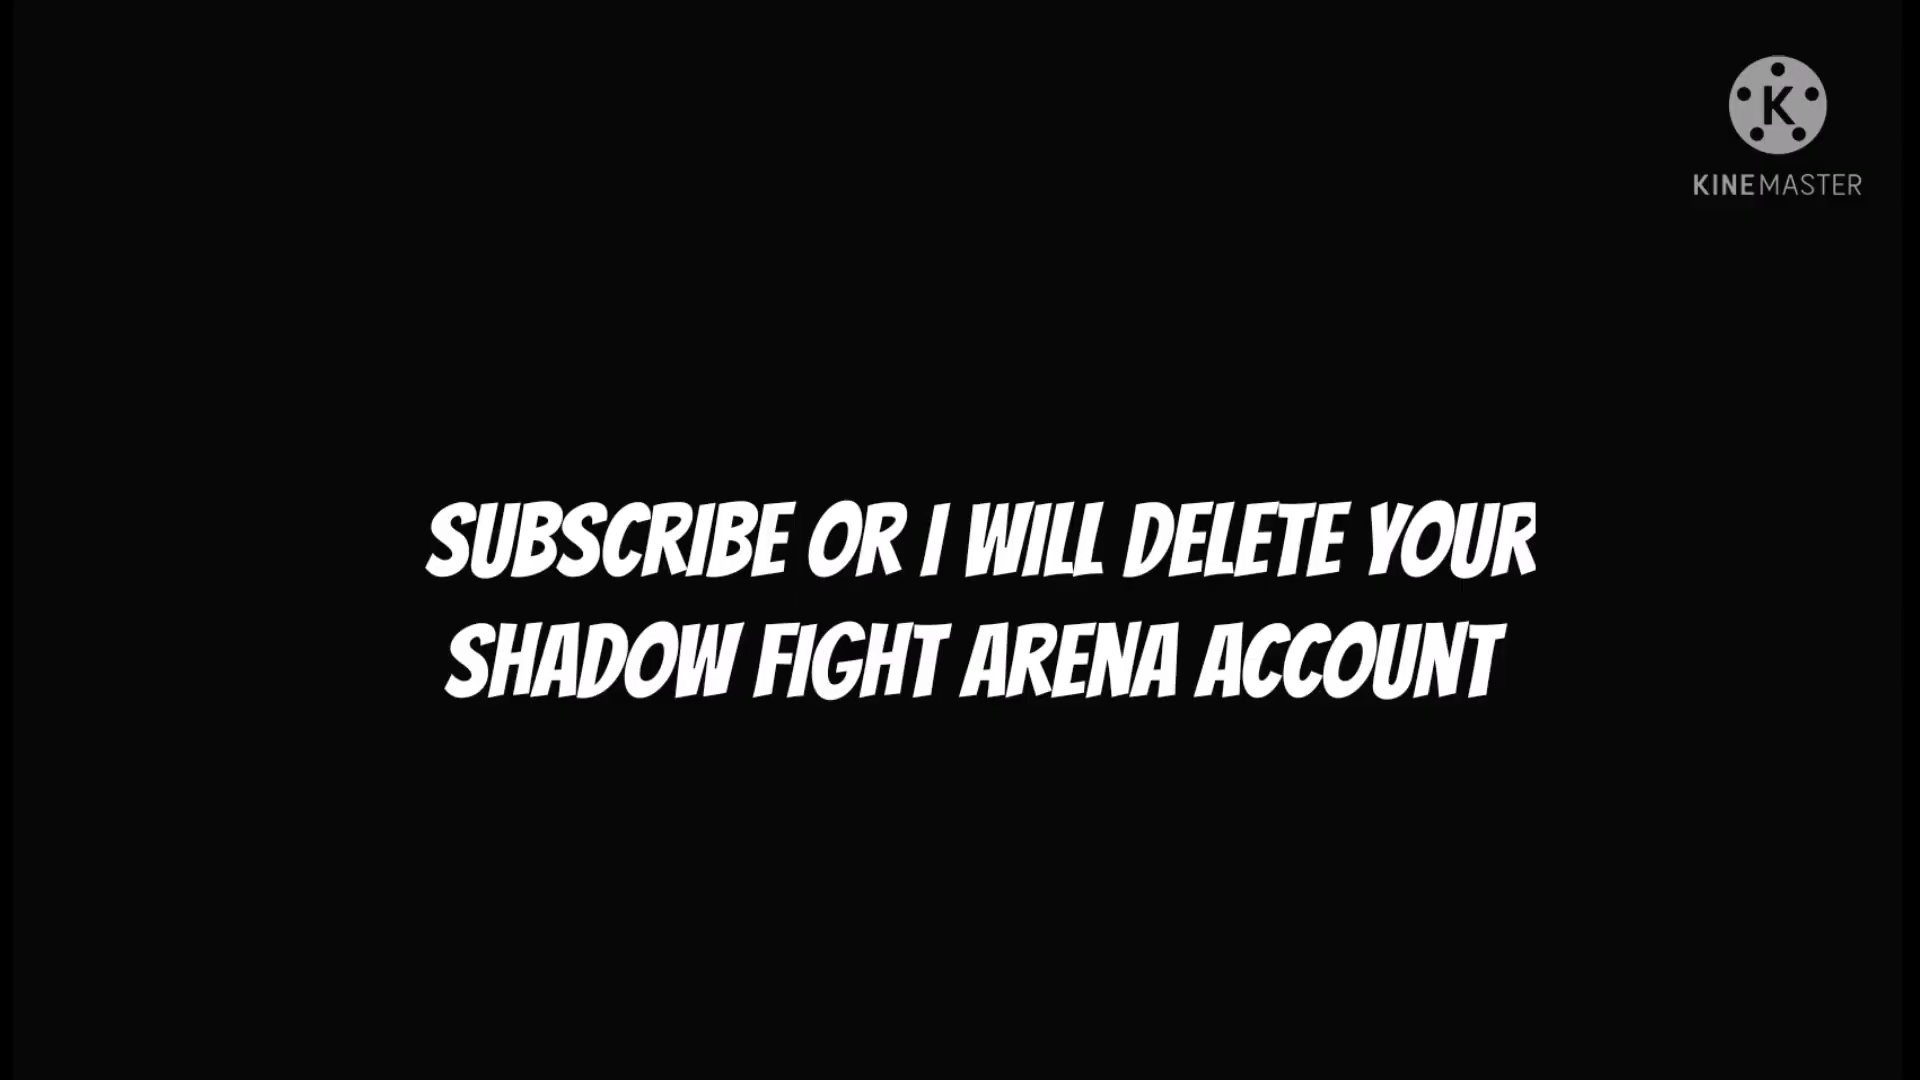 K
KINEMASTER
SUBSCRIBE OR I WILL DELETE YOUR
SHADOW FIGHT ARENA ACCOUNT